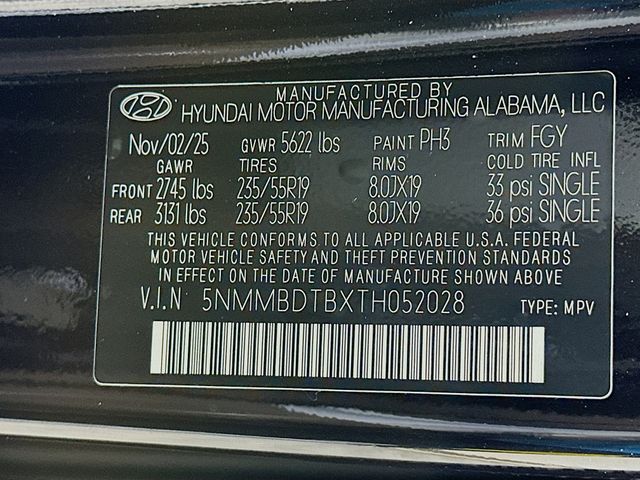 MANUFACTURED BY
HYUNDAI MOTOR MANUFACTURING ALABAMA, LLC
Nov/02/25 GVWR 5622 lbs PAINT PH3 TRIM FGY
GAWR TIRES RIMS COLD TIRE INFL
FRONT 2745 lbs 235/55R19 8.0JX19 33 psi SINGLE
REAR 3131 lbs 235/55R19 8.0JX19 36 psi SINGLE
THIS VEHICLE CONFORMS TO ALL APPLICABLE U.S.A. FEDERAL
MOTOR VEHICLE SAFETY AND THEFT PREVENTION STANDARDS
IN EFFECT ON THE DATE OF MANUFACTURE SHOWN ABOVE
V.I.N 5NMMBDTBXTH052028 TYPE: MPV